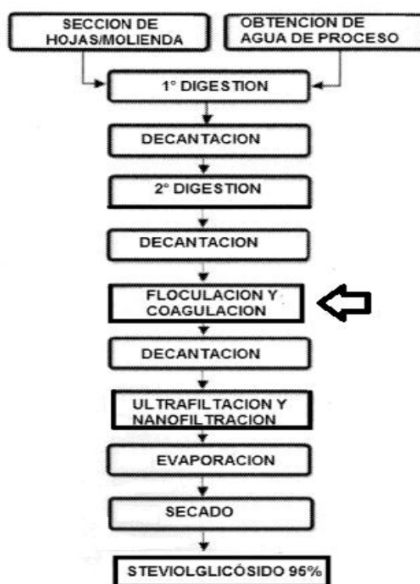 SECCION DE
HOJAS/MOLIENDA
OBTENCION DE
AGUA DE PROCESO
1° DIGESTION
DECANTACION
2° DIGESTION
DECANTACION
FLOCULACION Y
COAGULACION
DECANTACION
ULTRAFILTACION Y
NANOFILTRACION
EVAPORACION
SECADO
STEVIOLGLICÓSIDO 95%